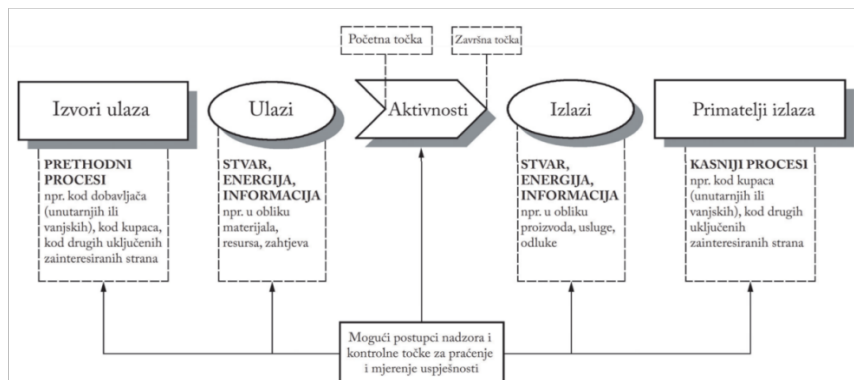 Početna točka
Završna točka
Izvori ulaza
Ulazi
Aktivnosti
Izlazi
Primatelji izlaza
PRETHODNI
PROCESI
npr. kod dobavljača
(unutarnjih ili
vanjskih), kod kupaca,
kod drugih uključenih
zainteresiranih strana
STVAR,
ENERGIJA,
INFORMACIJA
npr. u obliku
materijala,
resursa, zahtjeva
STVAR,
ENERGIJA,
INFORMACIJA
npr. u obliku
proizvoda, usluge,
odluke
KASNIJI PROCESI
npr. kod kupaca
(unutarnjih ili
vanjskih), kod drugih
uključenih
zainteresiranih strana
Mogući postupci nadzora i
kontrolne točke za praćenje
i mjerenje uspješnosti